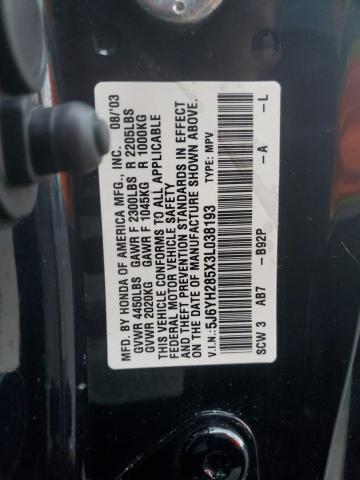 MFD. BY HONDA OF AMERICA MFG., INC. 08/'03
GVWR 4450LBS GAWR F 2300LBS R 2205LBS
GVWR 2020KG GAWR F 1045KG R 1000KG
THIS VEHICLE CONFORMS TO ALL APPLICABLE
FEDERAL MOTOR VEHICLE SAFETY
AND THEFT PREVENTION STANDARDS IN EFFECT
ON THE DATE OF MANUFACTURE SHOWN ABOVE.
V.I.N.: 5J6YH285X3L038193 TYPE: MPV
SCW 3 AB7 -B92P -A -L